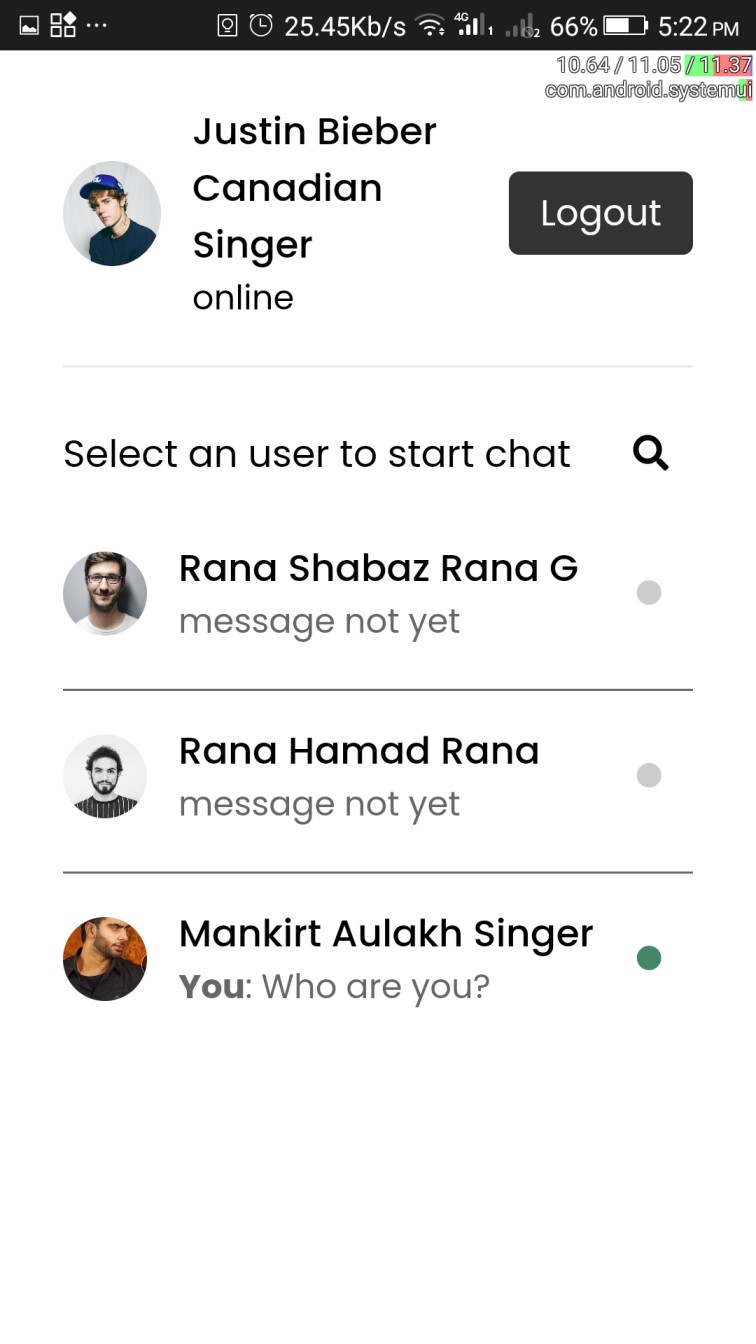 25.45Kb/s 4G 1 2 66% 5:22 PM
10.64 / 11.05 / 11.37
com.android.systemui
Justin Bieber
Canadian
Singer
online
Logout
Select an user to start chat
Rana Shabaz Rana G
message not yet
Rana Hamad Rana
message not yet
Mankirt Aulakh Singer
You: Who are you?